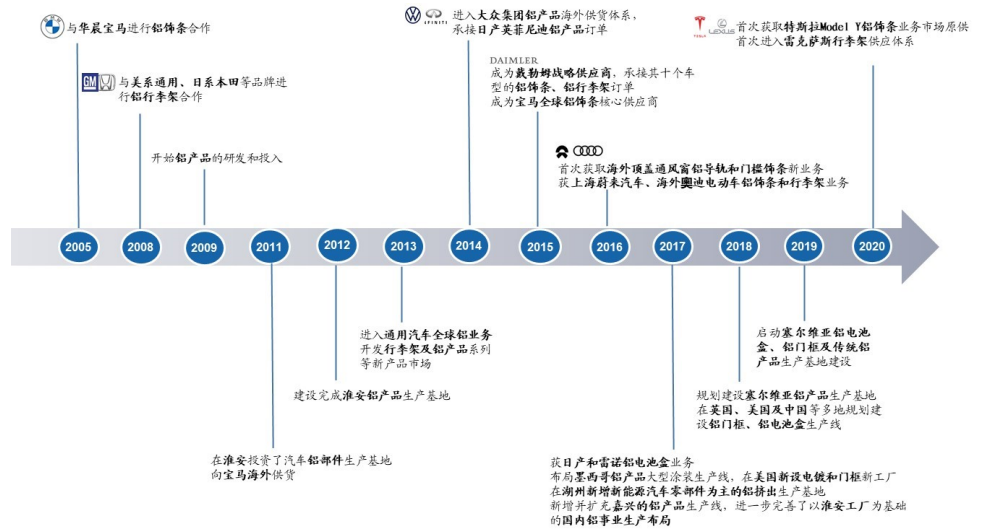 与华晨宝马进行铝饰条合作
GM
与美系通用、日系本田等品牌进
行铝行李架合作
开始铝产品的研发和投入
INFINITI
进入大众集团铝产品海外供货体系，
承接日产英菲尼迪铝产品订单
DAIMLER
成为戴勒姆战略供应商，承接其十个车
型的铝饰条、铝行李架订单
成为宝马全球铝饰条核心供应商
首次获取海外顶盖通风窗铝导轨和门槛饰条新业务
获上海蔚来汽车、海外奥迪电动车铝饰条和行李架业务
TESLA
LEXUS
首次获取特斯拉Model Y铝饰条业务市场原供
首次进入雷克萨斯行李架供应体系
2005
2008
2009
2011
2012
2013
2014
2015
2016
2017
2018
2019
2020
在淮安投资了汽车铝部件生产基地
向宝马海外供货
建设完成淮安铝产品生产基地
进入通用汽车全球铝业务
开发行李架及铝产品系列
等新产品市场
获日产和雷诺铝电池盒业务
布局墨西哥铝产品大型涂装生产线，在美国新设电镀和门框新工厂
在湖州新增新能源汽车零部件为主的铝挤出生产基地
新增并扩充嘉兴的铝产品生产线，进一步完善了以淮安工厂为基础
的国内铝事业生产布局
规划建设塞尔维亚铝产品生产基地
在英国、美国及中国等多地规划建
设铝门框、铝电池盒生产线
启动塞尔维亚铝电池
盒、铝门框及传统铝
产品生产基地建设